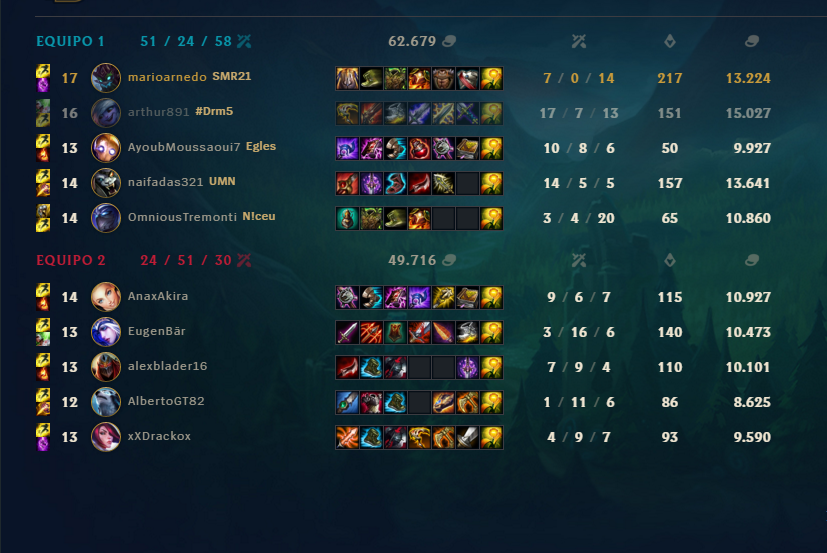 EQUIPO 1 51 / 24 / 58 62.679
17 marioarnedo SMR21 7 / 0 / 14 217 13.224
16 arthur891 #Drm5 17 / 7 / 13 151 15.027
13 AyoubMoussaoui7 Egles 10 / 8 / 6 50 9.927
14 naifadas321 UMN 14 / 5 / 5 157 13.641
14 OmniousTremonti N!ceu 3 / 4 / 20 65 10.860
EQUIPO 2 24 / 51 / 30 49.716
14 AnaxAkira 9 / 6 / 7 115 10.927
13 EugenBär 3 / 16 / 6 140 10.473
13 alexblader16 7 / 9 / 4 110 10.101
12 AlbertoGT82 1 / 11 / 6 86 8.625
13 xXDrackox 4 / 9 / 7 93 9.590